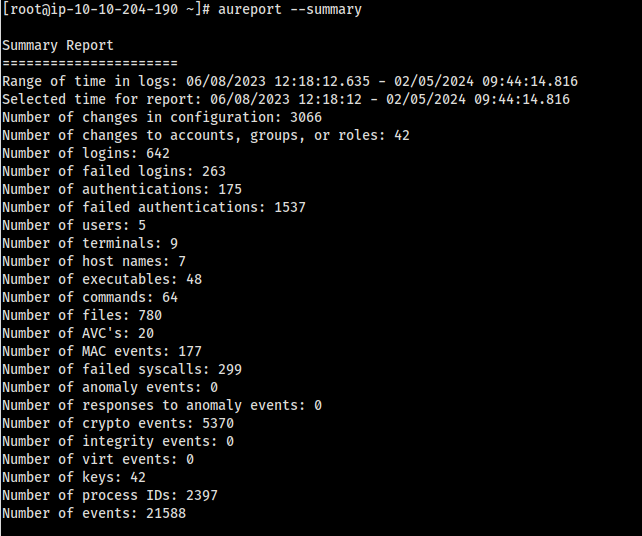 [root@ip-10-10-204-190 ~]# aureport --summary
Summary Report
======================
Range of time in logs: 06/08/2023 12:18:12.635 - 02/05/2024 09:44:14.816
Selected time for report: 06/08/2023 12:18:12 - 02/05/2024 09:44:14.816
Number of changes in configuration: 3066
Number of changes to accounts, groups, or roles: 42
Number of logins: 642
Number of failed logins: 263
Number of authentications: 175
Number of failed authentications: 1537
Number of users: 5
Number of terminals: 9
Number of host names: 7
Number of executables: 48
Number of commands: 64
Number of files: 780
Number of AVC's: 20
Number of MAC events: 177
Number of failed syscalls: 299
Number of anomaly events: 0
Number of responses to anomaly events: 0
Number of crypto events: 5370
Number of integrity events: 0
Number of virt events: 0
Number of keys: 42
Number of process IDs: 2397
Number of events: 21588